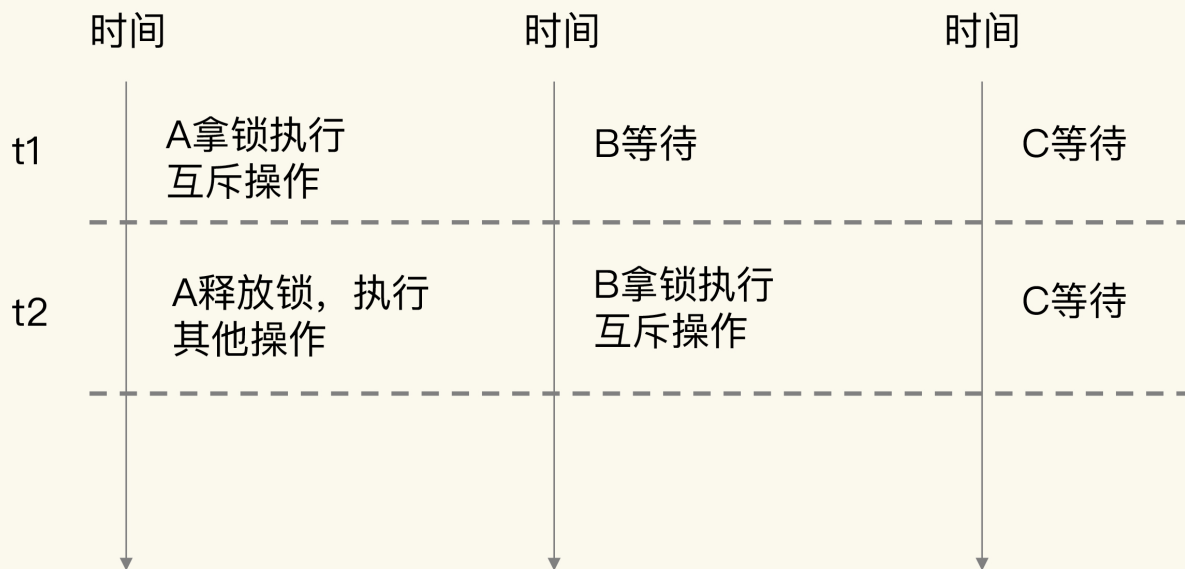 时间
时间
时间
t1
A拿锁执行
互斥操作
B等待
C等待
t2
A释放锁，执行
其他操作
B拿锁执行
互斥操作
C等待